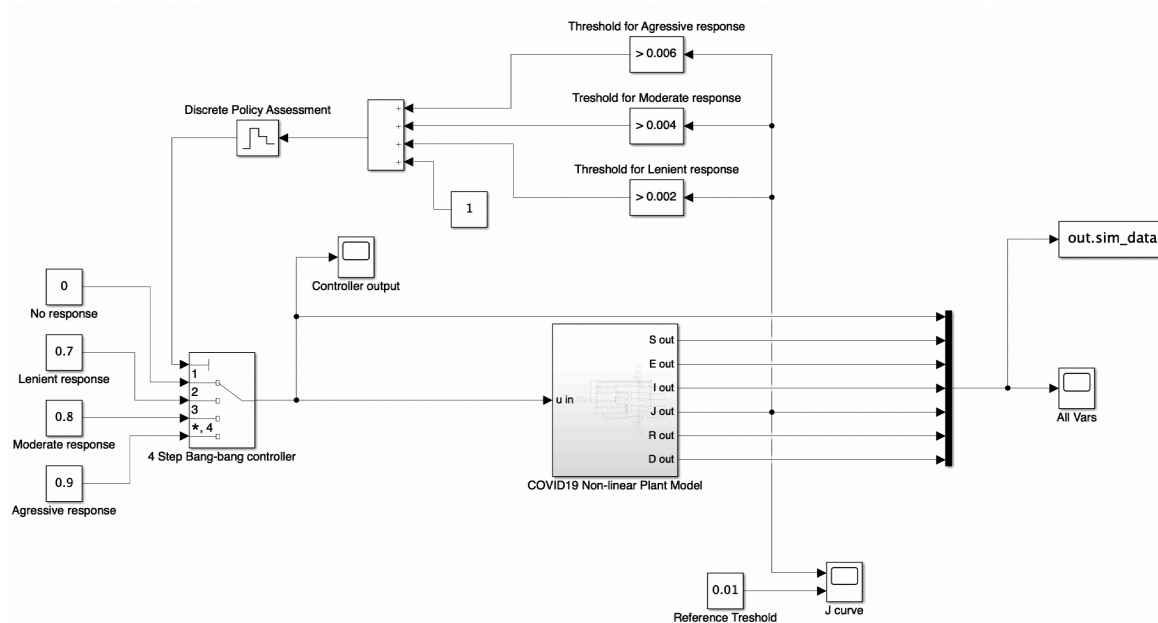 Threshold for Agressive response
> 0.006
Treshold for Moderate response
> 0.004
Threshold for Lenient response
> 0.002
Discrete Policy Assessment
+
+
+
+
1
Controller output
out.sim_data
0
No response
0.7
Lenient response
0.8
Moderate response
0.9
Agressive response
1
2
3
*, 4
4 Step Bang-bang controller
u in
S out
E out
I out
J out
R out
D out
COVID19 Non-linear Plant Model
All Vars
0.01
Reference Treshold
J curve